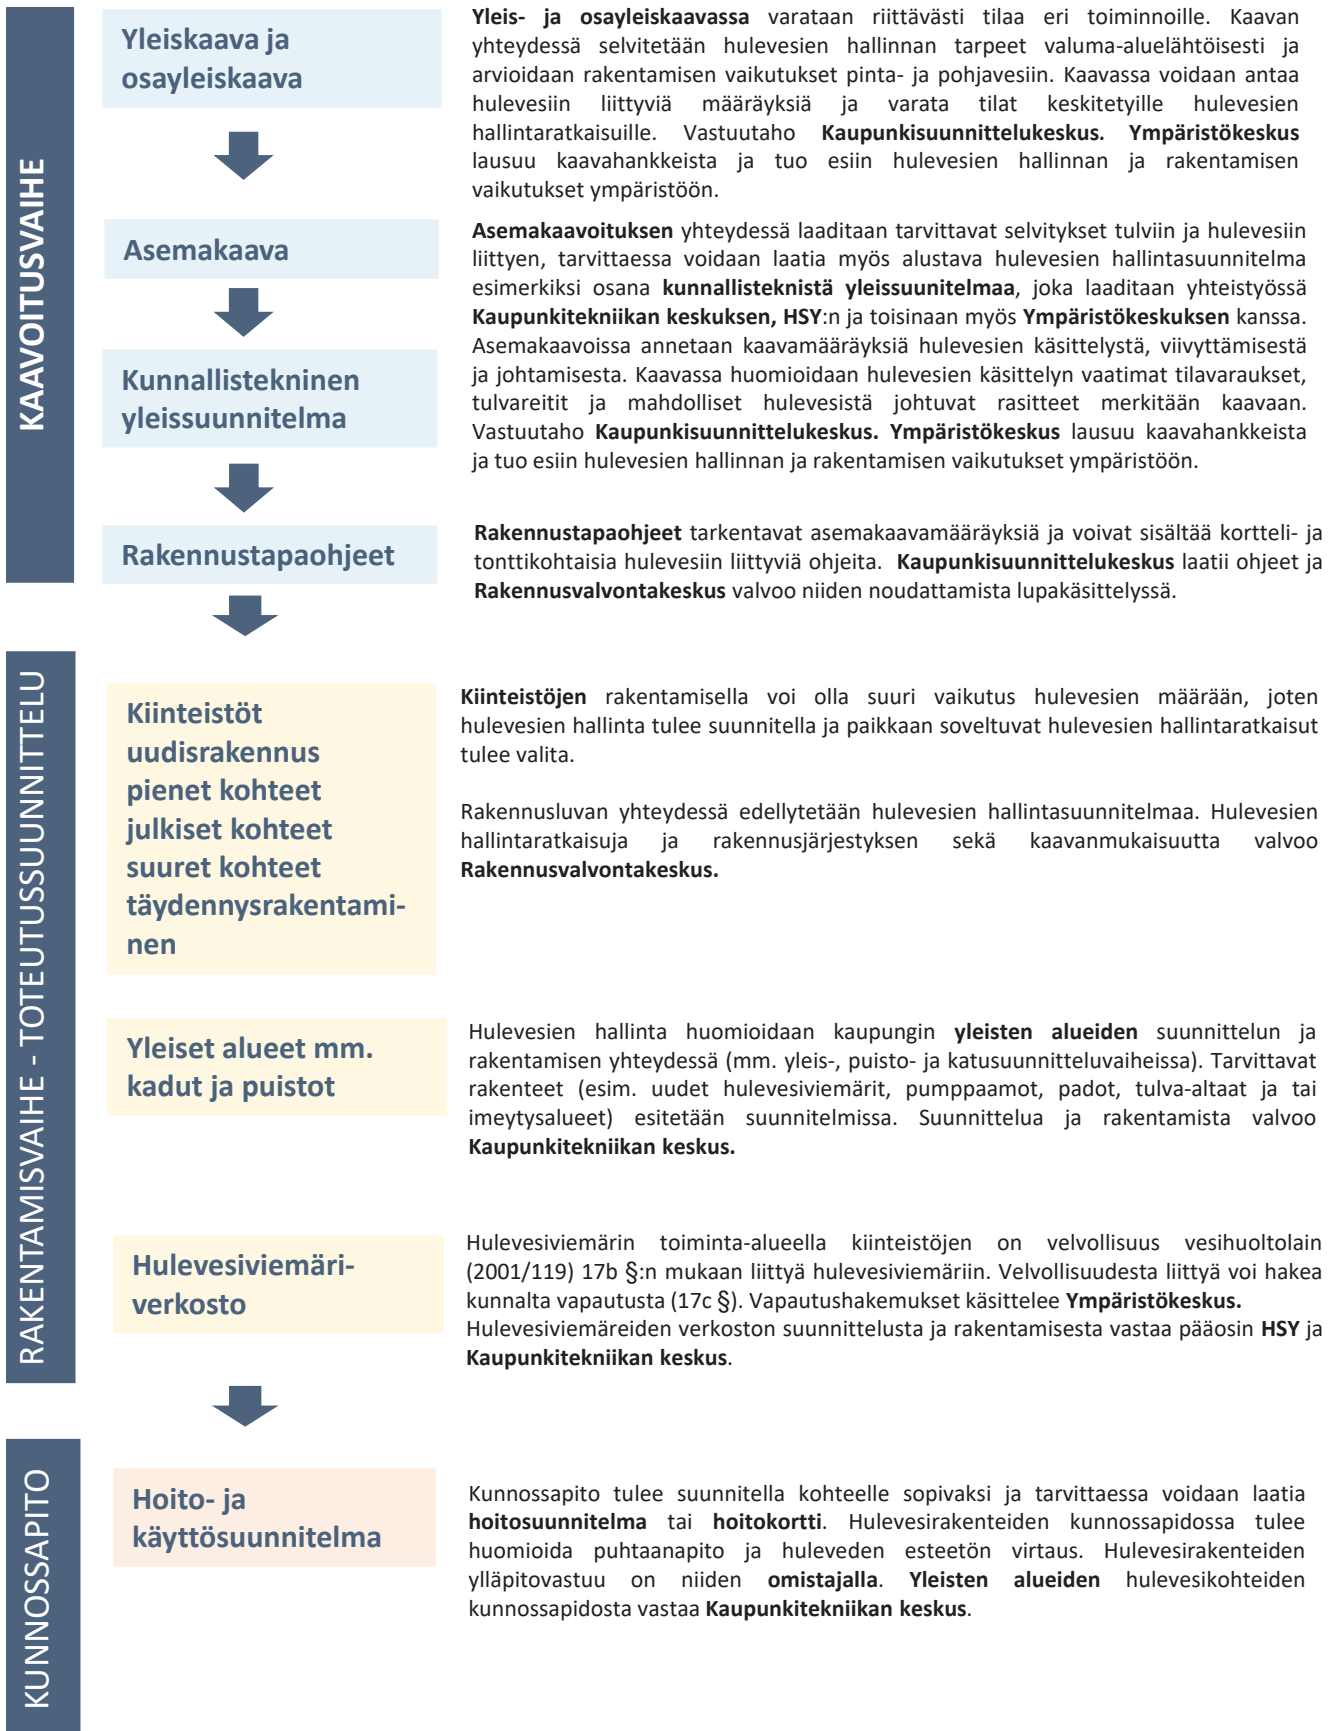 KAAVOITUSVAIHE
Yleiskaava ja
osayleiskaava
Yleis- ja osayleiskaavassa varataan riittävästi tilaa eri toiminnoille. Kaavan
yhteydessä selvitetään hulevesien hallinnan tarpeet valuma-aluelähtöisesti ja
arvioidaan rakentamisen vaikutukset pinta- ja pohjavesiin. Kaavassa voidaan antaa
hulevesiin liittyviä määräyksiä ja varata tilat keskitetyille hulevesien
hallintaratkaisuille. Vastuutaho Kaupunkisuunnittelukeskus. Ympäristökeskus
lausuu kaavahankkeista ja tuo esiin hulevesien hallinnan ja rakentamisen
vaikutukset ympäristöön.
Asemakaava
Kunnallistekninen
yleissuunnitelma
Asemakaavoituksen yhteydessä laaditaan tarvittavat selvitykset tulviin ja hulevesiin
liittyen, tarvittaessa voidaan laatia myös alustava hulevesien hallintasuunnitelma
esimerkiksi osana kunnallisteknistä yleissuunitelmaa, joka laaditaan yhteistyössä
Kaupunkitekniikan keskuksen, HSY:n ja toisinaan myös Ympäristökeskuksen kanssa.
Asemakaavoissa annetaan kaavamääräyksiä hulevesien käsittelystä, viivyttämisestä
ja johtamisesta. Kaavassa huomioidaan hulevesien käsittelyn vaatimat tilavaraukset,
tulvareitit ja mahdolliset hulevesistä johtuvat rasitteet merkitään kaavaan.
Vastuutaho Kaupunkisuunnittelukeskus. Ympäristökeskus lausuu kaavahankkeista
ja tuo esiin hulevesien hallinnan ja rakentamisen vaikutukset ympäristöön.
Rakennustapaohjeet
Rakennustapaohjeet tarkentavat asemakaavamääräyksiä ja voivat sisältää kortteli- ja
tonttikohtaisia hulevesiin liittyviä ohjeita. Kaupunkisuunnittelukeskus laatii ohjeet ja
Rakennusvalvontakeskus valvoo niiden noudattamista lupakäsittelyssä.
RAKENTAMISVAIHE - TOTEUTUSSUUNNITTELU
Kiinteistöt
uudisrakennus
pienet kohteet
julkiset kohteet
suuret kohteet
täydennysrakentami-
nen
Kiinteistöjen rakentamisella voi olla suuri vaikutus hulevesien määrään, joten
hulevesien hallinta tulee suunnitella ja paikkaan soveltuvat hulevesien hallintaratkaisut
tulee valita.
Rakennusluvan yhteydessä edellytetään hulevesien hallintasuunnitelmaa. Hulevesien
hallintaratkaisuja ja rakennusjärjestyksen sekä kaavanmukaisuutta valvoo
Rakennusvalvontakeskus.
Yleiset alueet mm.
kadut ja puistot
Hulevesien hallinta huomioidaan kaupungin yleisten alueiden suunnittelun ja
rakentamisen yhteydessä (mm. yleis-, puisto- ja katusuunnitteluvaiheissa). Tarvittavat
rakenteet (esim. uudet hulevesiviemärit, pumppaamot, padot, tulva-altaat ja tai
imeytysalueet) esitetään suunnitelmissa. Suunnittelua ja rakentamista valvoo
Kaupunkitekniikan keskus.
Hulevesiviemäri-
verkosto
Hulevesiviemärin toiminta-alueella kiinteistöjen on velvollisuus vesihuoltolain
(2001/119) 17b §:n mukaan liittyä hulevesiviemäriin. Velvollisuudesta liittyä voi hakea
kunnalta vapautusta (17c §). Vapautushakemukset käsittelee Ympäristökeskus.
Hulevesiviemäreiden verkoston suunnittelusta ja rakentamisesta vastaa pääosin HSY ja
Kaupunkitekniikan keskus.
KUNNOSSAPITO
Hoito- ja
käyttösuunnitelma
Kunnossapito tulee suunnitella kohteelle sopivaksi ja tarvittaessa voidaan laatia
hoitosuunnitelma tai hoitokortti. Hulevesirakenteiden kunnossapidossa tulee
huomioida puhtaanapito ja huleveden esteetön virtaus. Hulevesirakenteiden
ylläpitovastuu on niiden omistajalla. Yleisten alueiden hulevesikohteiden
kunnossapidosta vastaa Kaupunkitekniikan keskus.